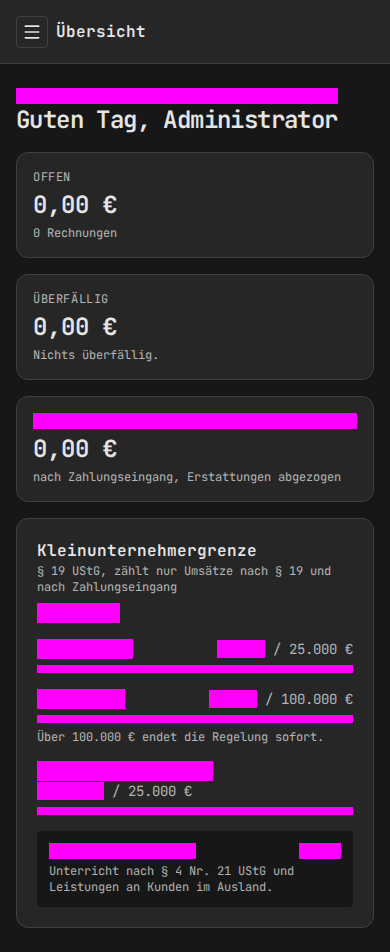 Übersicht
Guten Tag, Administrator
OFFEN
0,00 €
0 Rechnungen
ÜBERFÄLLIG
0,00 €
Nichts überfällig.
0,00 €
nach Zahlungseingang, Erstattungen abgezogen
Kleinunternehmergrenze
§ 19 UStG, zählt nur Umsätze nach § 19 und
nach Zahlungseingang
/ 25.000 €
/ 100.000 €
Über 100.000 € endet die Regelung sofort.
/ 25.000 €
Unterricht nach § 4 Nr. 21 UStG und
Leistungen an Kunden im Ausland.